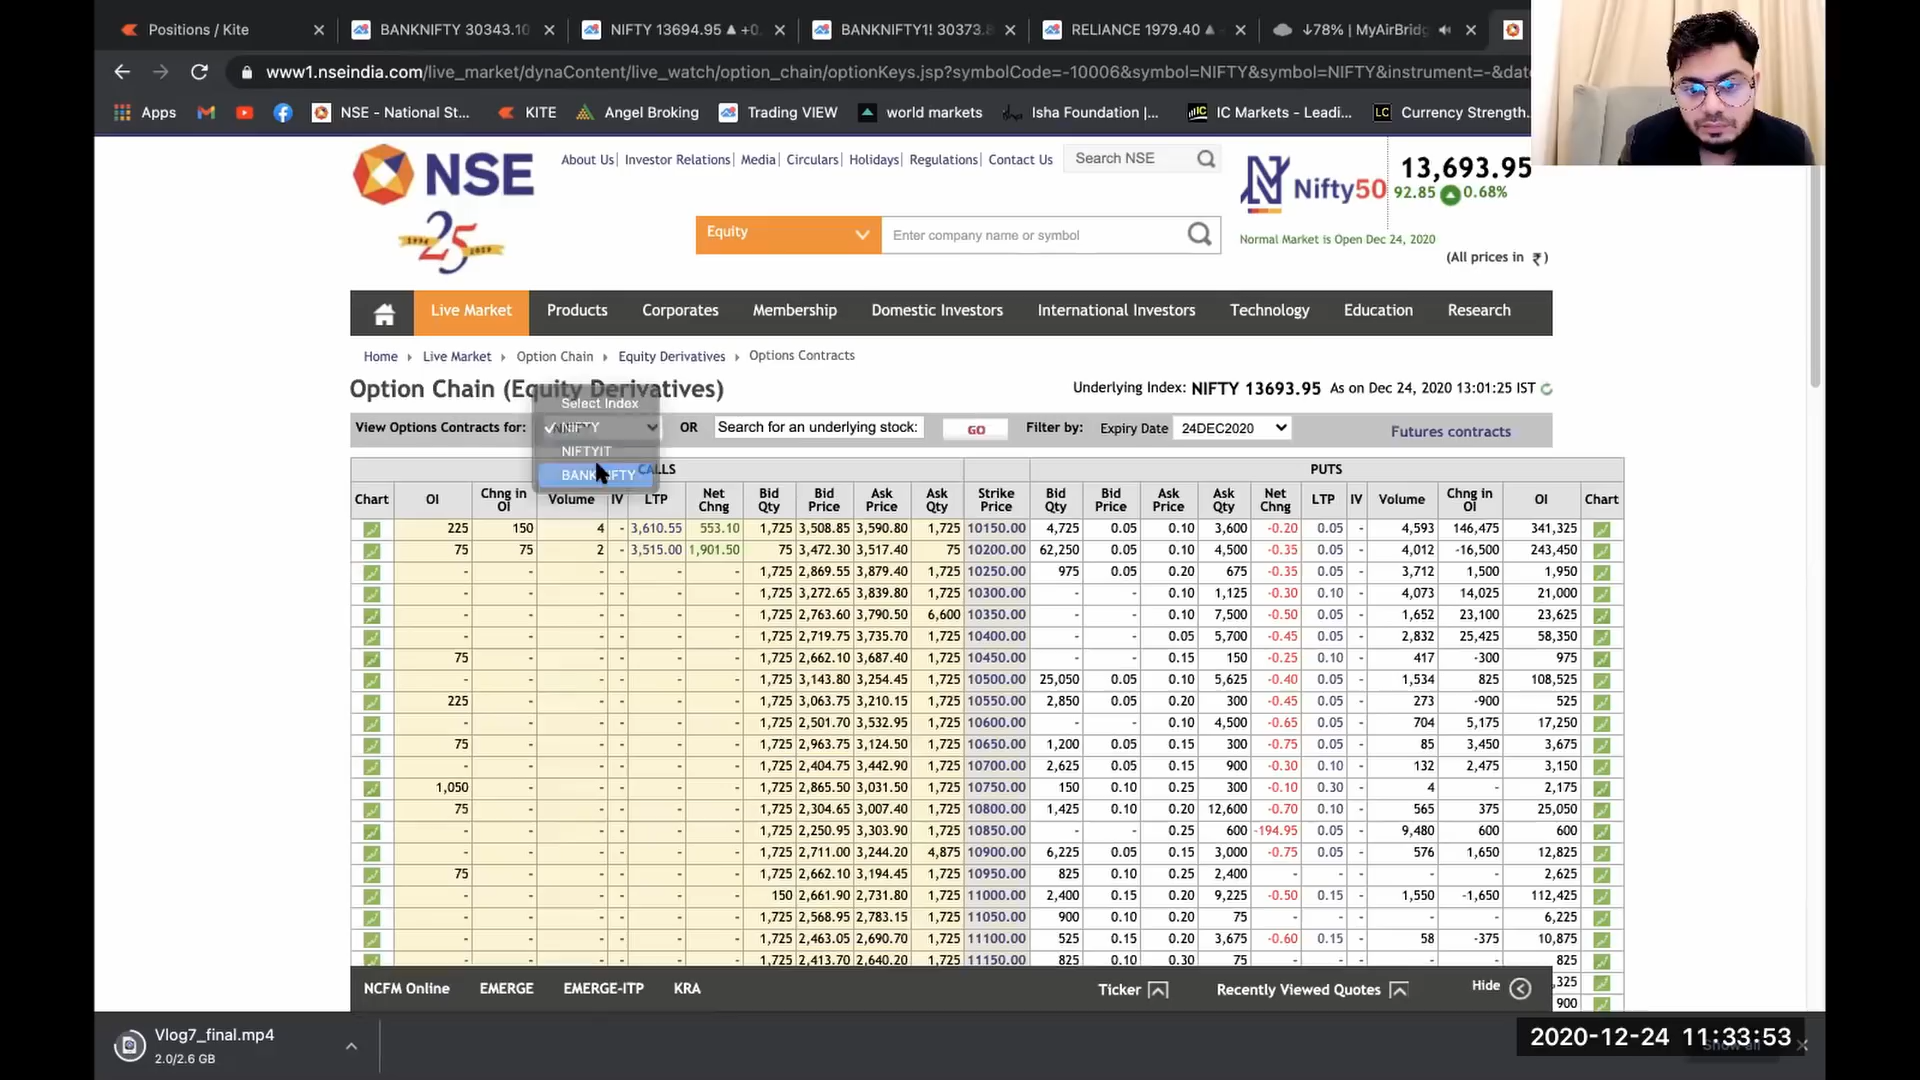 Positions / Kite
BANKNIFTY 30343.10
NIFTY 13694.95 ▲ +0.
BANKNIFTY1! 30373.8
RELIANCE 1979.40 ▲
↓78% | MyAirBridg
www1.nseindia.com/live_market/dynaContent/live_watch/option_chain/optionKeys.jsp?symbolCode=-10006&symbol=NIFTY&symbol=NIFTY&instrument=-&dat
Apps
NSE - National St...
KITE
Angel Broking
Trading VIEW
world markets
Isha Foundation |...
IC Markets - Leadi...
Currency Strength.
NSE
25
About Us | Investor Relations | Media | Circulars | Holidays | Regulations | Contact Us
Search NSE
Equity
Enter company name or symbol
Nifty50
13,693.95
92.85 0.68%
Normal Market is Open Dec 24, 2020
(All prices in ₹)
Live Market Products Corporates Membership Domestic Investors International Investors Technology Education Research
Home Live Market Option Chain Equity Derivatives Options Contracts
Option Chain (Equity Derivatives)
Underlying Index: NIFTY 13693.95 As on Dec 24, 2020 13:01:25 IST
View Options Contracts for:
Select Index
✓ NIFTY
NIFTYIT
BANKNIFTY
OR Search for an underlying stock: GO Filter by: Expiry Date 24DEC2020 Futures contracts
CALLS PUTS
Chart OI Chng in OI Volume IV LTP Net Chng Bid Qty Bid Price Ask Price Ask Qty Strike Price Bid Qty Bid Price Ask Price Ask Qty Net Chng LTP IV Volume Chng in OI OI Chart
225 150 4 - 3,610.55 553.10 1,725 3,508.85 3,590.80 1,725 10150.00 4,725 0.05 0.10 3,600 -0.20 0.05 - 4,593 146,475 341,325
75 75 2 - 3,515.00 1,901.50 75 3,472.30 3,517.40 75 10200.00 62,250 0.05 0.10 4,500 -0.35 0.05 - 4,012 -16,500 243,450
- - - - - - 1,725 2,869.55 3,879.40 1,725 10250.00 975 0.05 0.20 675 -0.35 0.05 - 3,712 1,500 1,950
- - - - - - 1,725 3,272.65 3,839.80 1,725 10300.00 - - 0.10 1,125 -0.30 0.10 - 4,073 14,025 21,000
- - - - - - 1,725 2,763.60 3,790.50 6,600 10350.00 - - 0.10 7,500 -0.50 0.05 - 1,652 23,100 23,625
- - - - - - 1,725 2,719.75 3,735.70 1,725 10400.00 - - 0.05 5,700 -0.45 0.05 - 2,832 25,425 58,350
75 - - - - - 1,725 2,662.10 3,687.40 1,725 10450.00 - - 0.15 150 -0.25 0.10 - 417 -300 975
- - - - - - 1,725 3,143.80 3,254.45 1,725 10500.00 25,050 0.05 0.10 5,625 -0.40 0.05 - 1,534 825 108,525
225 - - - - - 1,725 3,063.75 3,210.15 1,725 10550.00 2,850 0.05 0.20 300 -0.45 0.05 - 273 -900 525
- - - - - - 1,725 2,501.70 3,532.95 1,725 10600.00 - - 0.10 4,500 -0.65 0.05 - 704 5,175 17,250
75 - - - - - 1,725 2,963.75 3,124.50 1,725 10650.00 1,200 0.05 0.15 300 -0.75 0.05 - 85 3,450 3,675
- - - - - - 1,725 2,404.75 3,442.90 1,725 10700.00 2,625 0.05 0.15 900 -0.30 0.10 - 132 2,475 3,150
1,050 - - - - - 1,725 2,865.50 3,031.50 1,725 10750.00 150 0.10 0.25 300 -0.10 0.30 - 4 - 2,175
75 - - - - - 1,725 2,304.65 3,007.40 1,725 10800.00 1,425 0.10 0.20 12,600 -0.70 0.10 - 565 375 25,050
- - - - - - 1,725 2,250.95 3,303.90 1,725 10850.00 - - 0.25 600 -194.95 0.05 - 9,480 600 600
- - - - - - 1,725 2,711.00 3,244.20 4,875 10900.00 6,225 0.05 0.15 3,000 -0.75 0.05 - 576 1,650 12,825
75 - - - - - 1,725 2,662.10 3,194.45 1,725 10950.00 825 0.10 0.25 2,400 - - - - - 2,625
- - - - - - 150 2,661.90 2,731.80 1,725 11000.00 2,400 0.15 0.20 9,225 -0.50 0.15 - 1,550 -1,650 112,425
- - - - - - 1,725 2,568.95 2,783.15 1,725 11050.00 900 0.10 0.20 75 - - - - - 6,225
- - - - - - 1,725 2,463.05 2,690.70 1,725 11100.00 525 0.15 0.20 3,675 -0.60 0.15 - 58 -375 10,875
- - - - - - 1,725 2,413.70 2,640.20 1,725 11150.00 825 0.10 0.30 75 - - - - - 825
,325
900
NCFM Online EMERGE EMERGE-ITP KRA Ticker Recently Viewed Quotes Hide
Vlog7_final.mp4
2.0/2.6 GB
2020-12-24 11:33:53